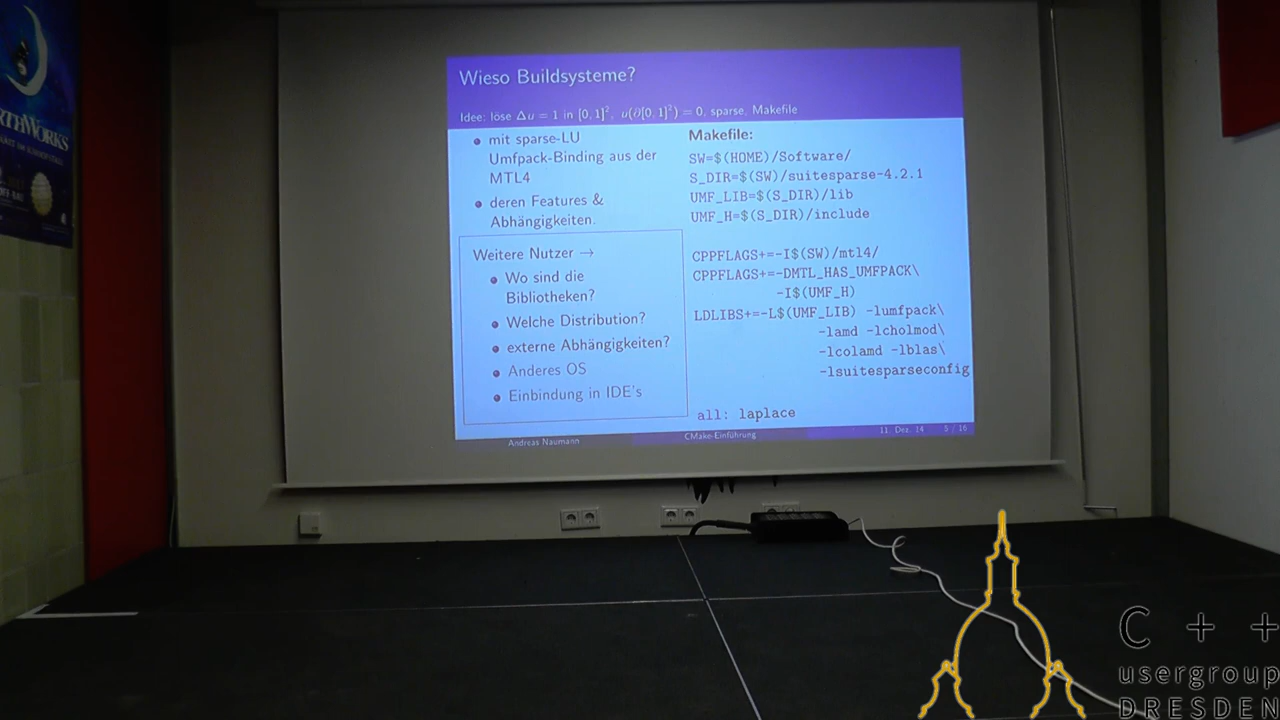 Wieso Buildsysteme?
Idee: löse Δu = 1 in [0, 1]², u(∂[0, 1]²) = 0, sparse, Makefile
mit sparse-LU
Umfpack-Binding aus der
MTL4
deren Features &
Abhängigkeiten.
Weitere Nutzer →
Wo sind die
Bibliotheken?
Welche Distribution?
externe Abhängigkeiten?
Anderes OS
Einbindung in IDE's
Makefile:
SW=$(HOME)/Software/
S_DIR=$(SW)/suitesparse-4.2.1
UMF_LIB=$(S_DIR)/lib
UMF_H=$(S_DIR)/include
CPPFLAGS+=-I$(SW)/mtl4/
CPPFLAGS+=-DMTL_HAS_UMFPACK\
-I$(UMF_H)
LDLIBS+=-L$(UMF_LIB) -lumfpack\
-lamd -lcholmod\
-lcolamd -lblas\
-lsuitesparseconfig
all: laplace
Andreas Naumann
CMake-Einführung
11. Dez. 14
5 / 16
C + +
usergroup
DRESDEN